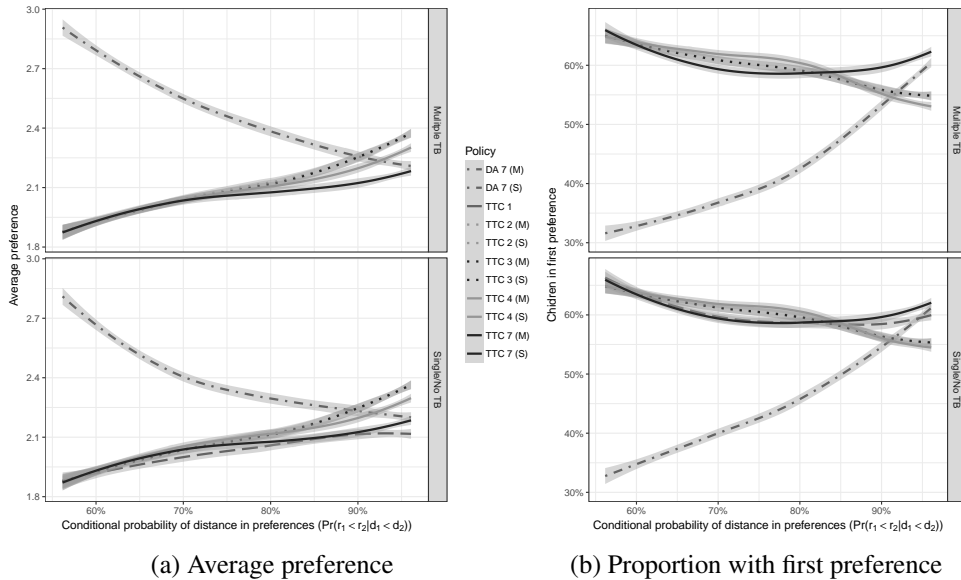 3.0
2.7
2.4
2.1
1.8
Muliple TB
3.0
2.7
2.4
2.1
1.8
Single/No TB
Average preference
60%
70%
80%
90%
Conditional probability of distance in preferences (Pr(r1 < r2|d1 < d2))
Policy
DA 7 (M)
DA 7 (S)
TTC 1
TTC 2 (M)
TTC 2 (S)
TTC 3 (M)
TTC 3 (S)
TTC 4 (M)
TTC 4 (S)
TTC 7 (M)
TTC 7 (S)
60%
50%
40%
30%
Muliple TB
60%
50%
40%
30%
Single/No TB
Children in first preference
60%
70%
80%
90%
Conditional probability of distance in preferences (Pr(r1 < r2|d1 < d2))
(a) Average preference
(b) Proportion with first preference